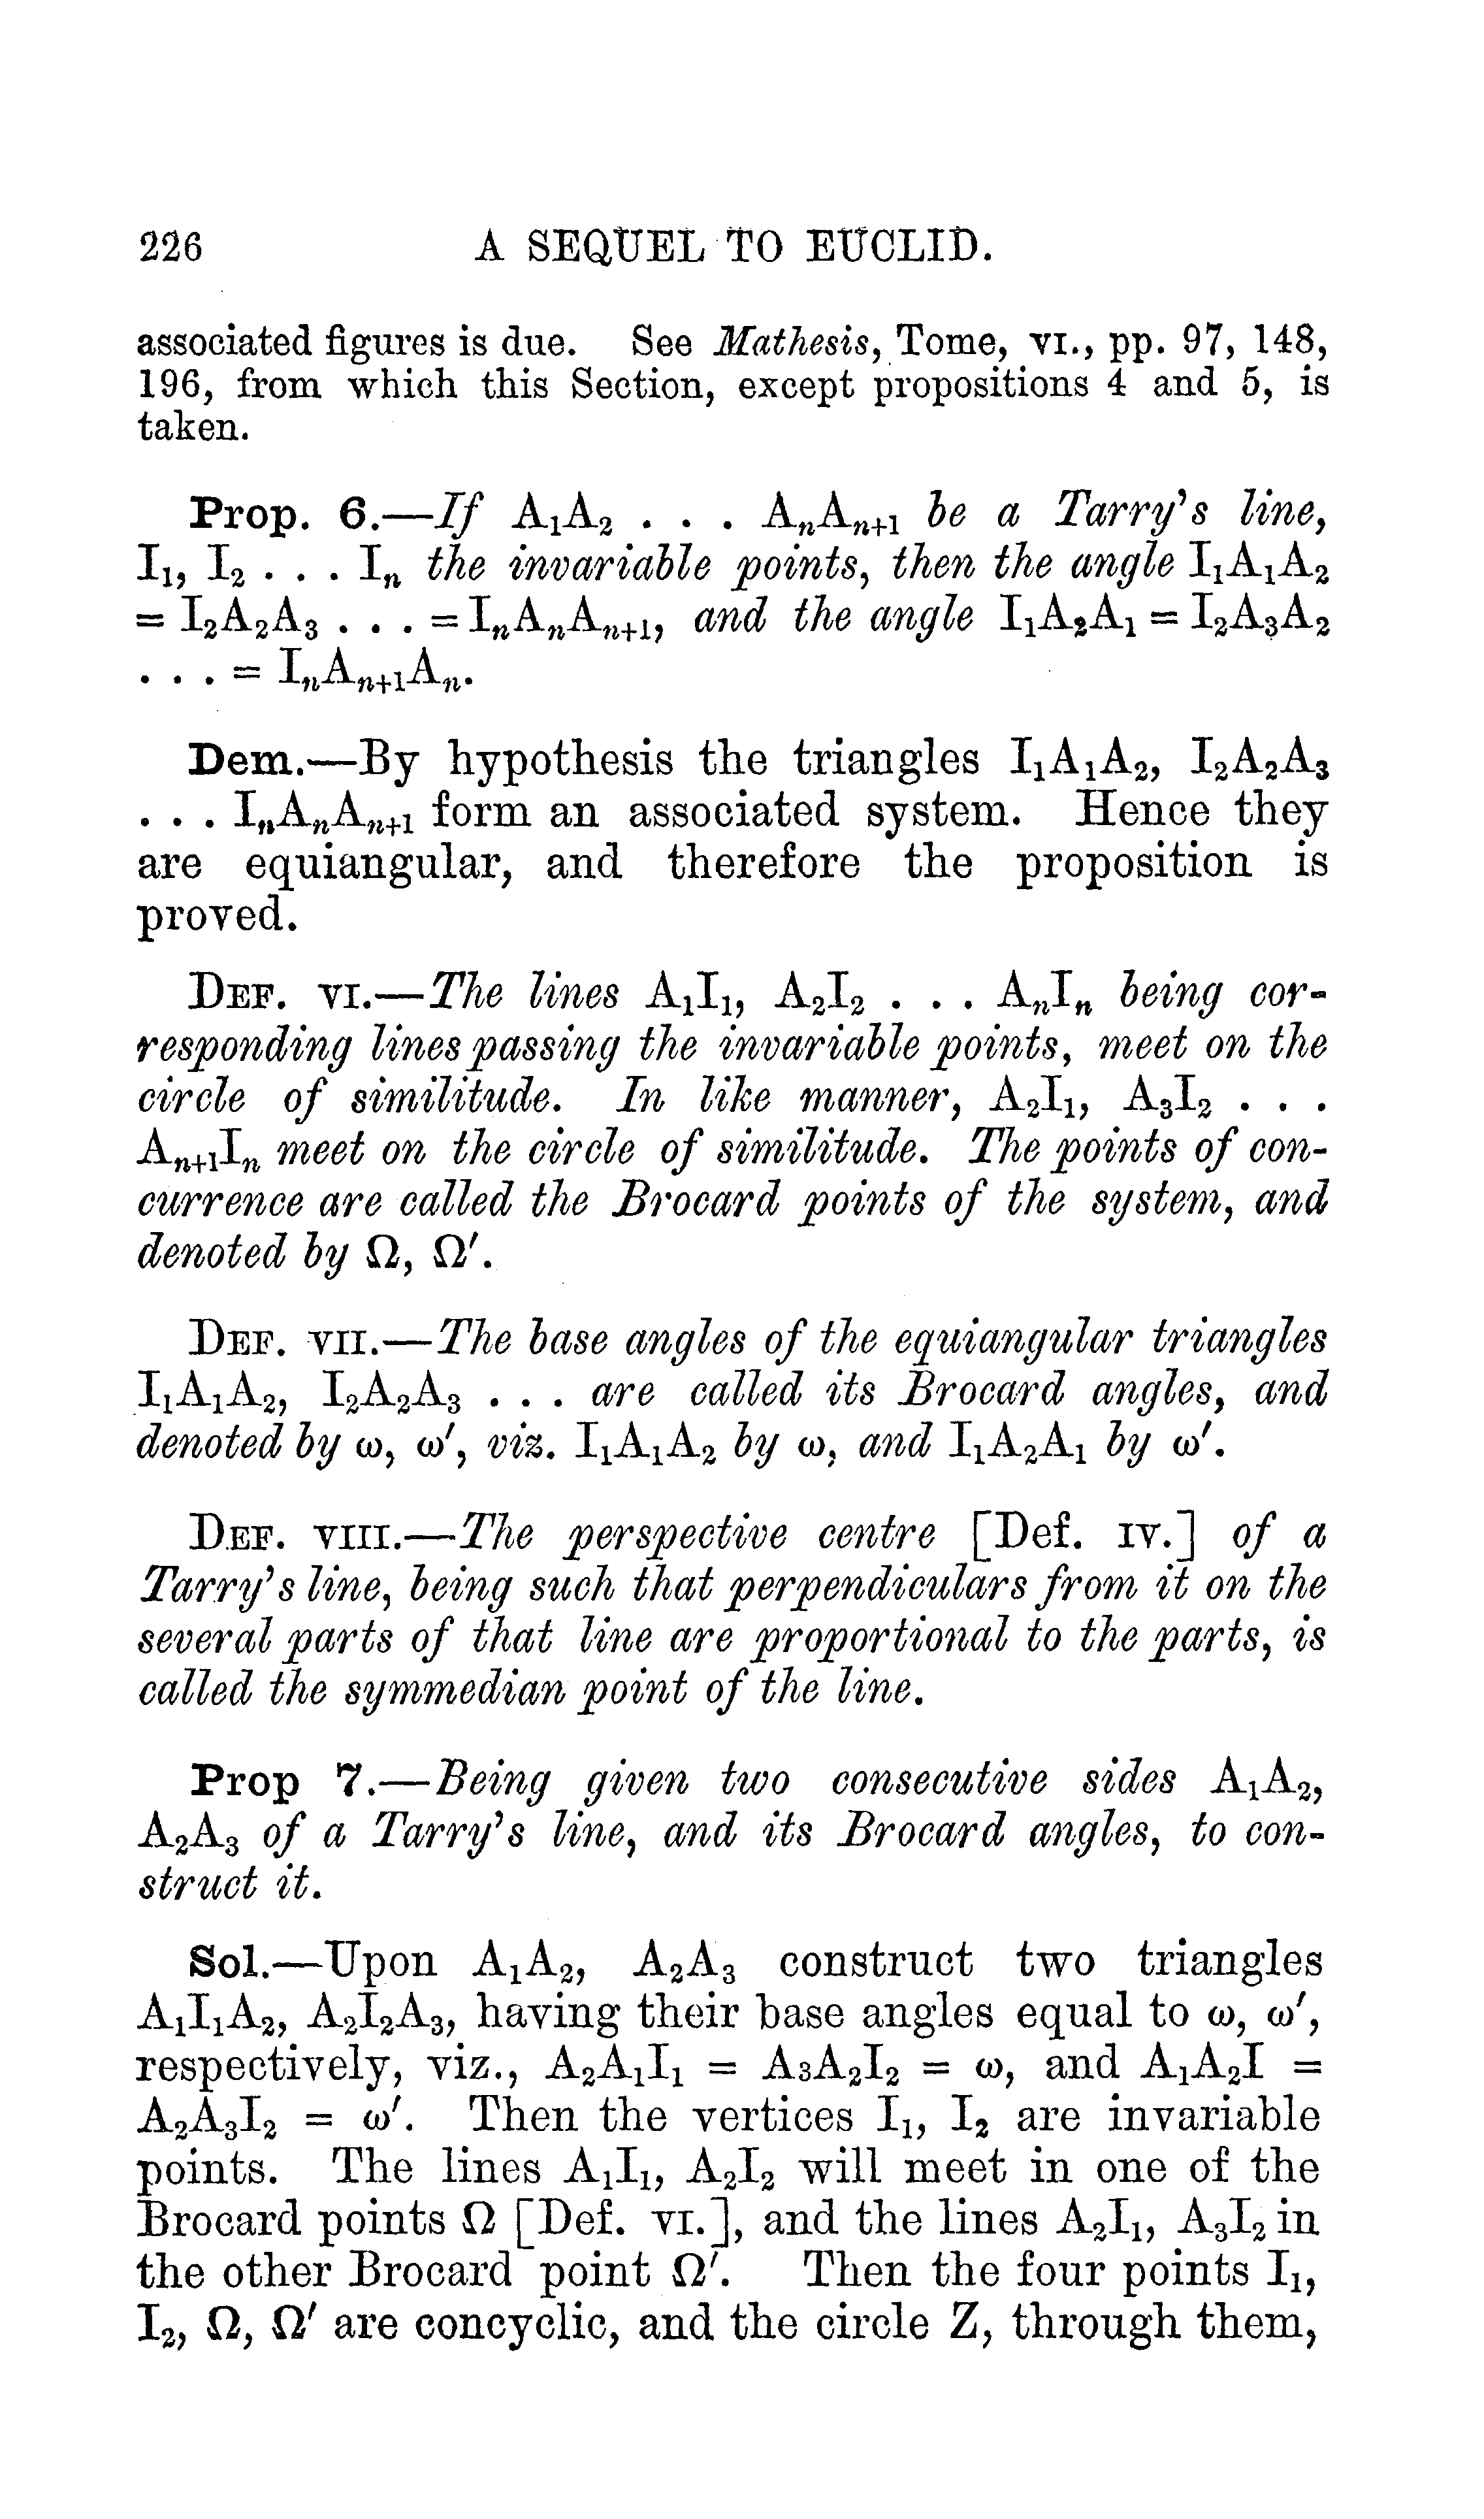 226 A SEQUEL TO EUCLID.
associated figures is due. See Mathesis, Tome, VI., pp. 97, 148,
196, from which this Section, except propositions 4 and 5, is
taken.
Prop. 6.—If A₁A₂ . . . AₙAₙ₊₁ be a Tarry's line,
I₁, I₂ . . . Iₙ the invariable points, then the angle I₁A₁A₂
= I₂A₂A₃ . . . = IₙAₙAₙ₊₁, and the angle I₁A₂A₁ = I₂A₃A₂
. . . = IₙAₙ₊₁Aₙ.
Dem.—By hypothesis the triangles I₁A₁A₂, I₂A₂A₃
. . . IₙAₙAₙ₊₁ form an associated system. Hence they
are equiangular, and therefore the proposition is
proved.
DEF. VI.—The lines A₁I₁, A₂I₂ . . . AₙIₙ being cor-
responding lines passing the invariable points, meet on the
circle of similitude. In like manner, A₂I₁, A₃I₂ . . .
Aₙ₊₁Iₙ meet on the circle of similitude. The points of con-
currence are called the Brocard points of the system, and
denoted by Ω, Ω′.
DEF. VII.—The base angles of the equiangular triangles
I₁A₁A₂, I₂A₂A₃ . . . are called its Brocard angles, and
denoted by ω, ω′, viz. I₁A₁A₂ by ω, and I₁A₂A₁ by ω′.
DEF. VIII.—The perspective centre [Def. IV.] of a
Tarry's line, being such that perpendiculars from it on the
several parts of that line are proportional to the parts, is
called the symmedian point of the line.
Prop 7.—Being given two consecutive sides A₁A₂,
A₂A₃ of a Tarry's line, and its Brocard angles, to con-
struct it.
Sol.—Upon A₁A₂, A₂A₃ construct two triangles
A₁I₁A₂, A₂I₂A₃, having their base angles equal to ω, ω′,
respectively, viz., A₂A₁I₁ = A₃A₂I₂ = ω, and A₁A₂I =
A₂A₃I₂ = ω′. Then the vertices I₁, I₂ are invariable
points. The lines A₁I₁, A₂I₂ will meet in one of the
Brocard points Ω [Def. VI.], and the lines A₂I₁, A₃I₂ in
the other Brocard point Ω′. Then the four points I₁,
I₂, Ω, Ω′ are concyclic, and the circle Z, through them,